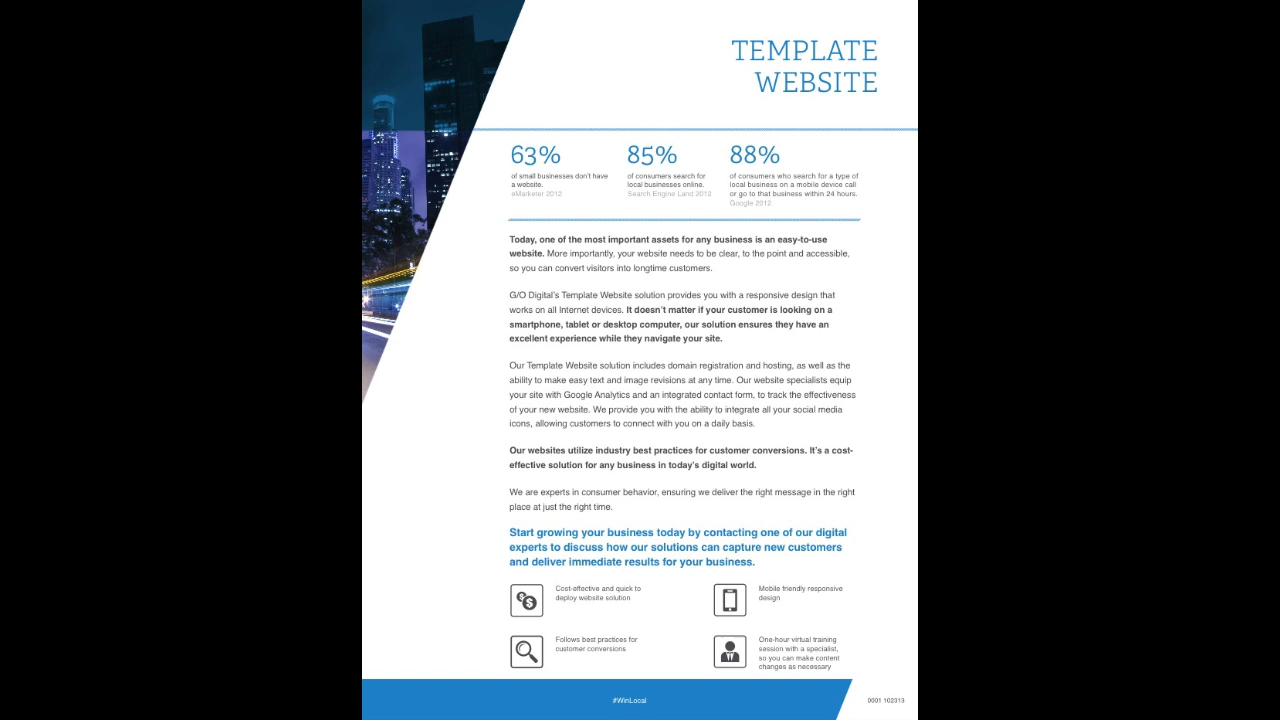 TEMPLATE
WEBSITE
63%
of small businesses don't have
a website.
eMarketer 2012
85%
of consumers search for
local businesses online.
Search Engine Land 2012
88%
of consumers who search for a type of
local business on a mobile device call
or go to that business within 24 hours.
Google 2012
Today, one of the most important assets for any business is an easy-to-use
website. More importantly, your website needs to be clear, to the point and accessible,
so you can convert visitors into longtime customers.
G/O Digital's Template Website solution provides you with a responsive design that
works on all Internet devices. It doesn't matter if your customer is looking on a
smartphone, tablet or desktop computer, our solution ensures they have an
excellent experience while they navigate your site.
Our Template Website solution includes domain registration and hosting, as well as the
ability to make easy text and image revisions at any time. Our website specialists equip
your site with Google Analytics and an integrated contact form, to track the effectiveness
of your new website. We provide you with the ability to integrate all your social media
icons, allowing customers to connect with you on a daily basis.
Our websites utilize industry best practices for customer conversions. It's a cost-
effective solution for any business in today's digital world.
We are experts in consumer behavior, ensuring we deliver the right message in the right
place at just the right time.
Start growing your business today by contacting one of our digital
experts to discuss how our solutions can capture new customers
and deliver immediate results for your business.
Cost-effective and quick to
deploy website solution
Mobile friendly responsive
design
Follows best practices for
customer conversions
One-hour virtual training
session with a specialist,
so you can make content
changes as necessary
#WinLocal
0001 102313